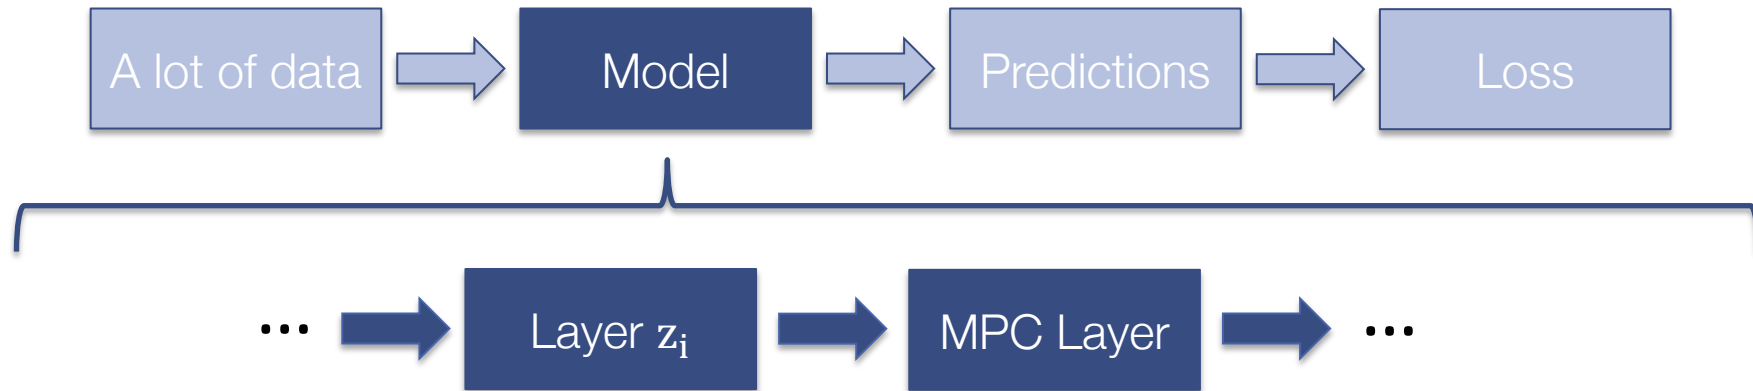 A lot of data
Model
Predictions
Loss
...
Layer zᵢ
MPC Layer
...